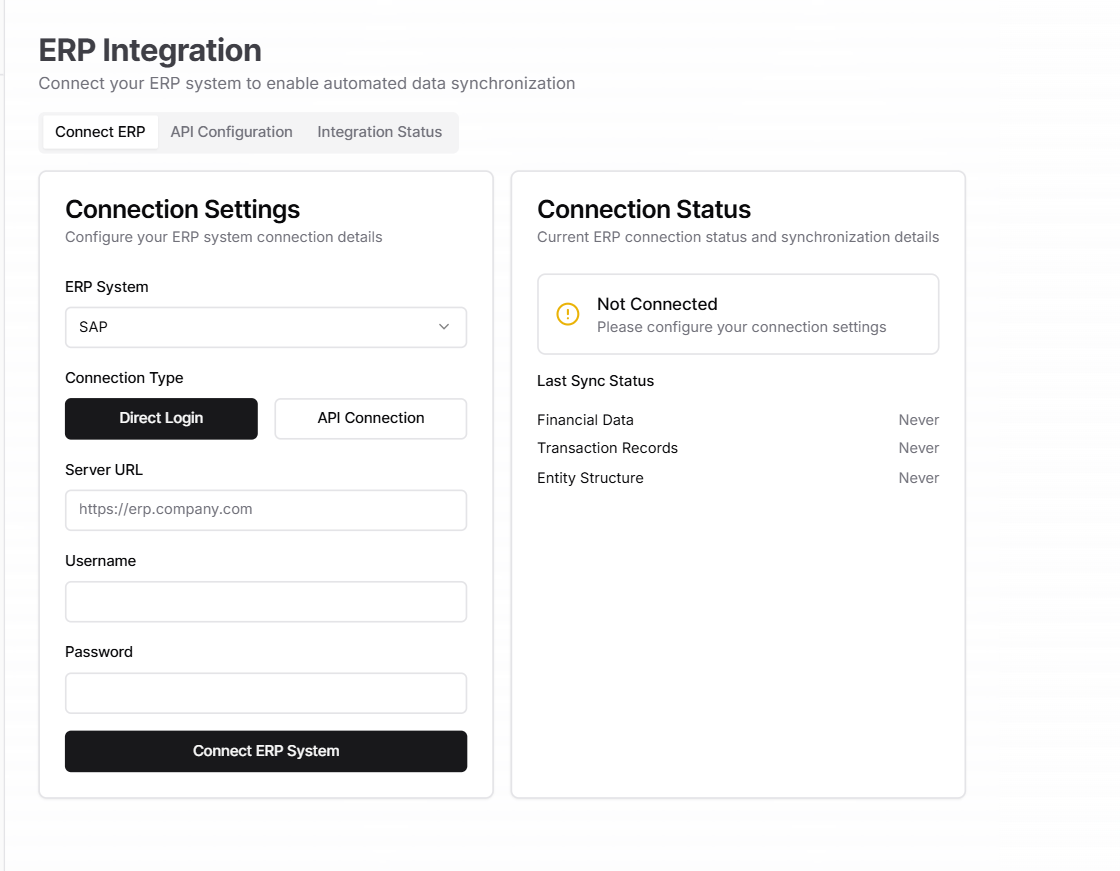 ERP Integration
Connect your ERP system to enable automated data synchronization
Connect ERP
API Configuration
Integration Status
Connection Settings
Configure your ERP system connection details
ERP System
SAP
Connection Type
Direct Login
API Connection
Server URL
https://erp.company.com
Username
Password
Connect ERP System
Connection Status
Current ERP connection status and synchronization details
Not Connected
Please configure your connection settings
Last Sync Status
Financial Data Never
Transaction Records Never
Entity Structure Never